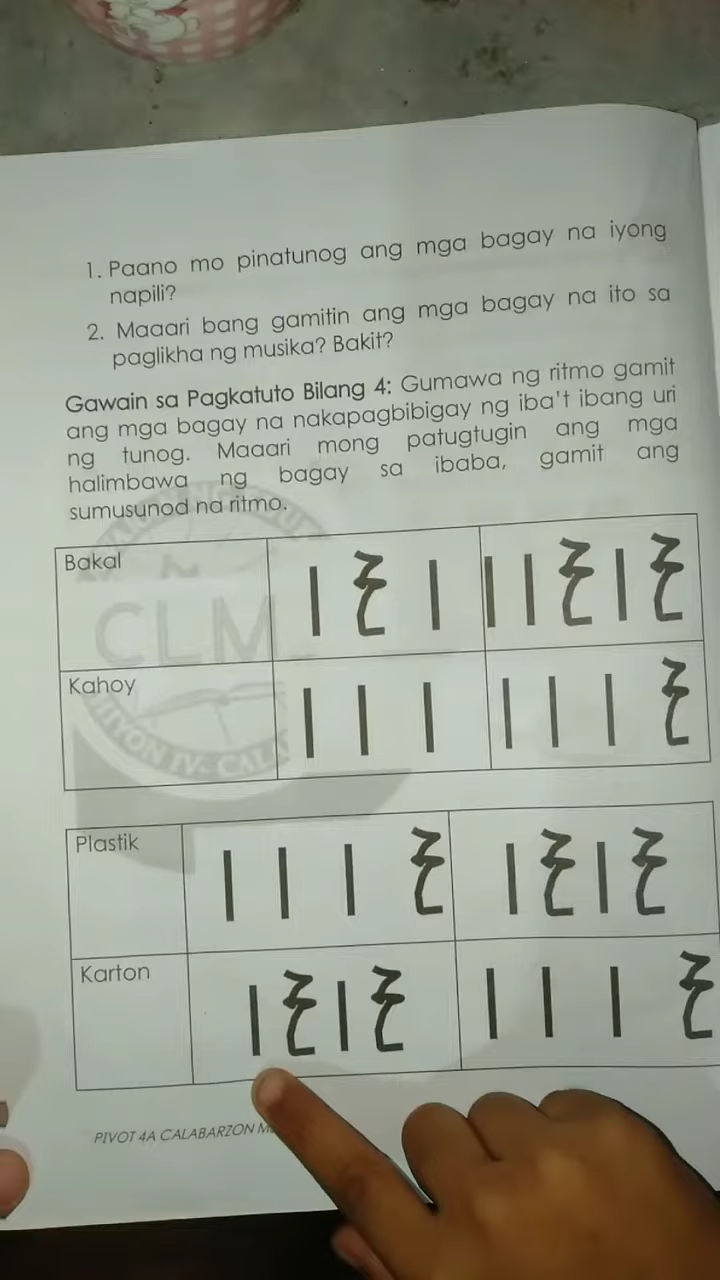 1. Paano mo pinatunog ang mga bagay na iyong
napili?
2. Maaari bang gamitin ang mga bagay na ito sa
paglikha ng musika? Bakit?
Gawain sa Pagkatuto Bilang 4: Gumawa ng ritmo gamit
ang mga bagay na nakapagbibigay ng iba't ibang uri
ng tunog. Maaari mong patugtugin ang mga
halimbawa ng bagay sa ibaba, gamit ang
sumusunod na ritmo.
Bakal
CLM
Kahoy
Plastik
Karton
PIVOT 4A CALABARZON